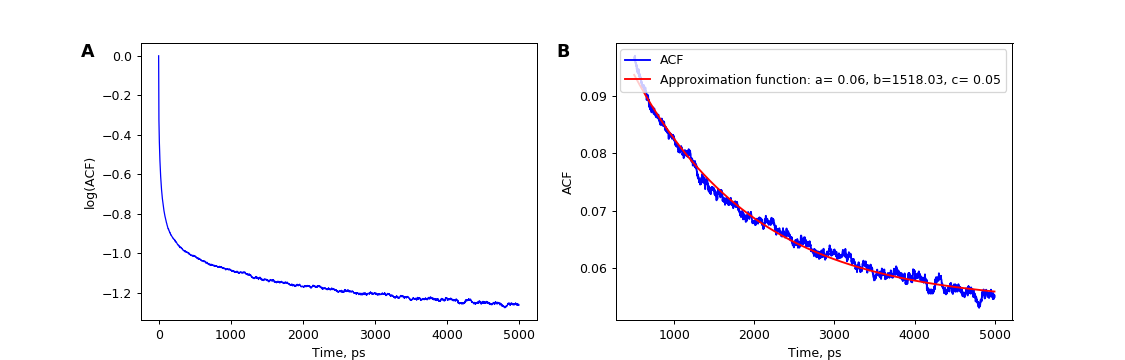 A
log(ACF)
0.0
−0.2
−0.4
−0.6
−0.8
−1.0
−1.2
0 1000 2000 3000 4000 5000
Time, ps
B
ACF
Approximation function: a= 0.06, b=1518.03, c= 0.05
ACF
0.09
0.08
0.07
0.06
1000 2000 3000 4000 5000
Time, ps